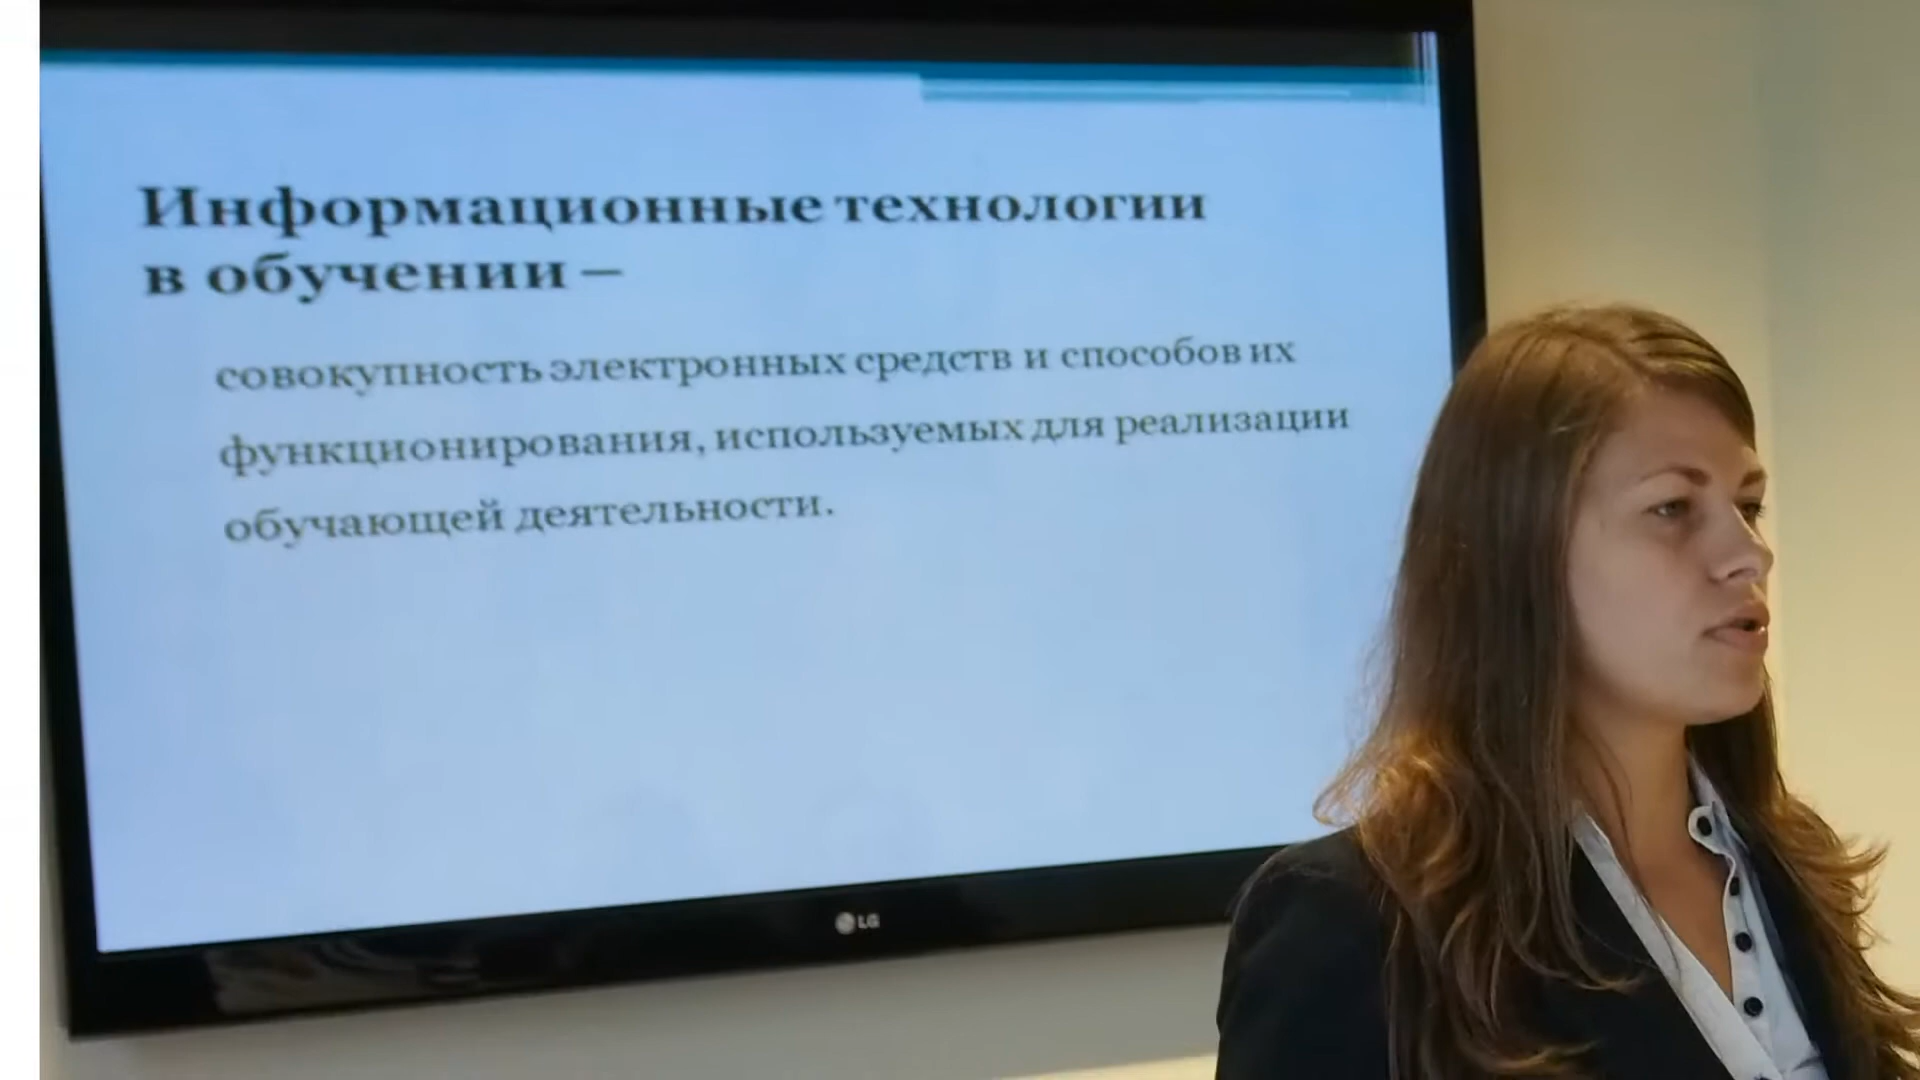 Информационные технологии
в обучении –
совокупность электронных средств и способов их
функционирования, используемых для реализации
обучающей деятельности.
LG